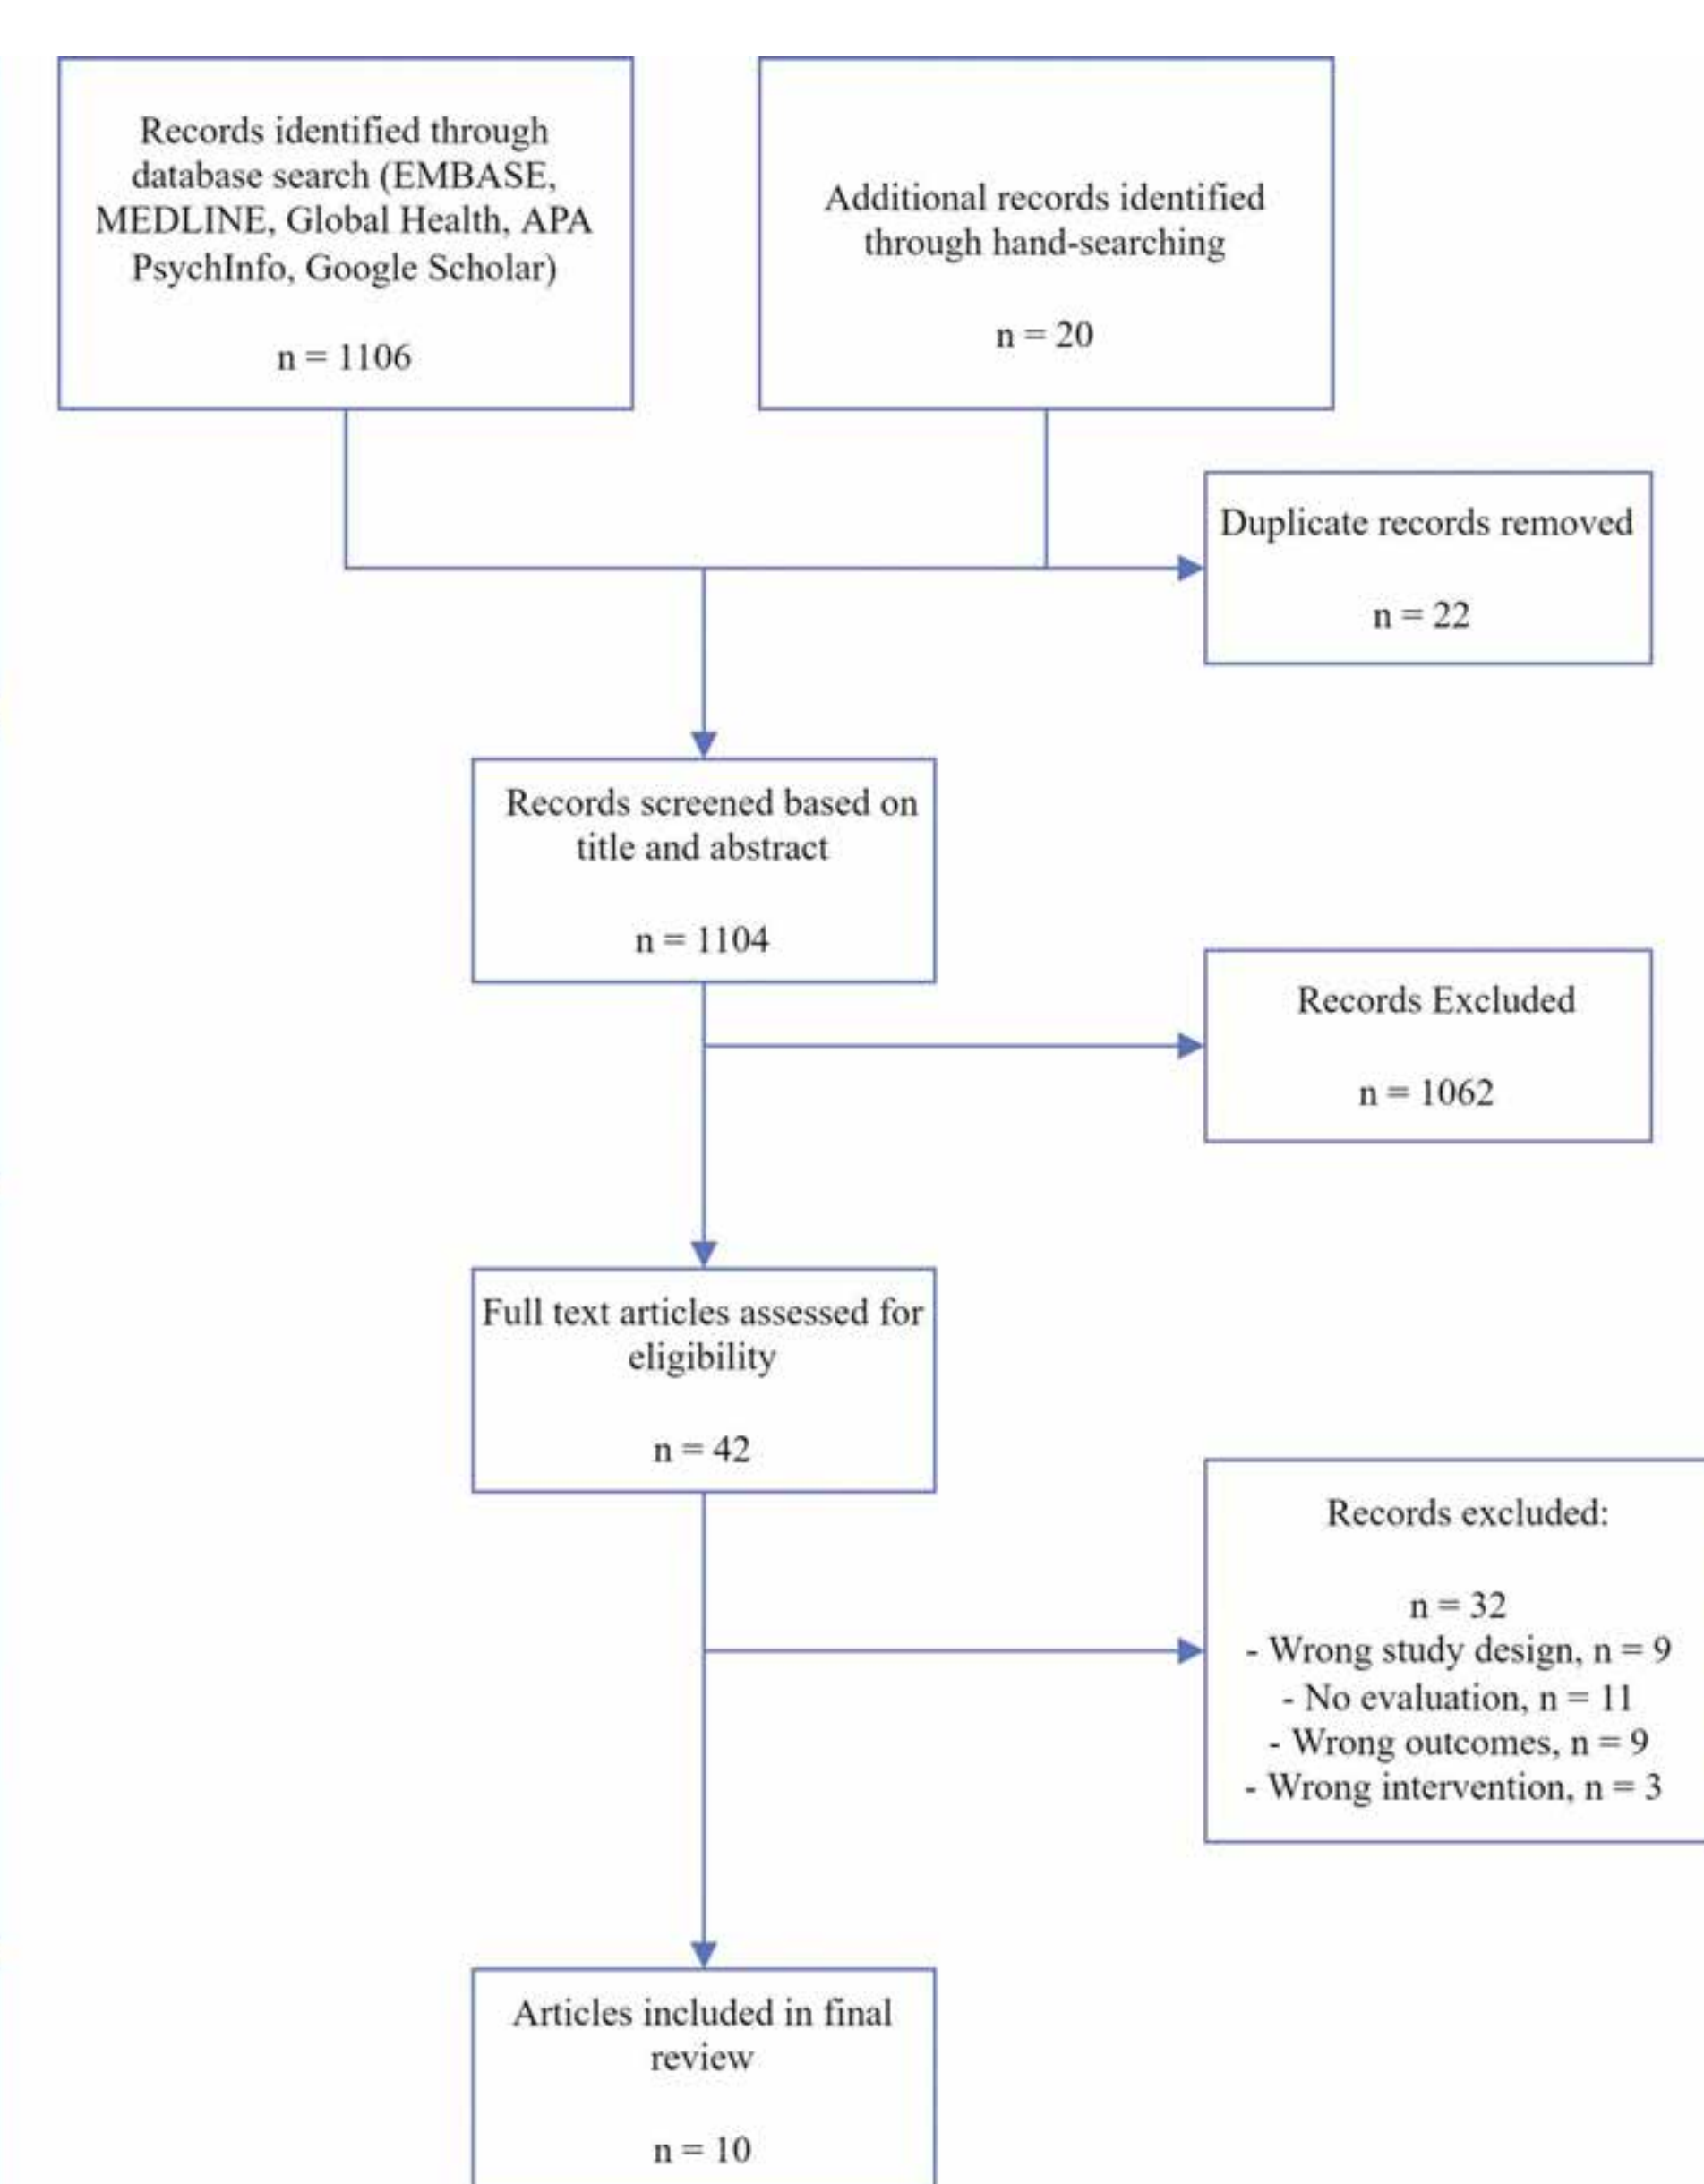 Records identified through
database search (EMBASE,
MEDLINE, Global Health, APA
PsychInfo, Google Scholar)
n = 1106
Additional records identified
through hand-searching
n = 20
Duplicate records removed
n = 22
Records screened based on
title and abstract
n = 1104
Records Excluded
n = 1062
Full text articles assessed for
eligibility
n = 42
Records excluded:
n = 32
- Wrong study design, n = 9
- No evaluation, n = 11
- Wrong outcomes, n = 9
- Wrong intervention, n = 3
Articles included in final
review
n = 10